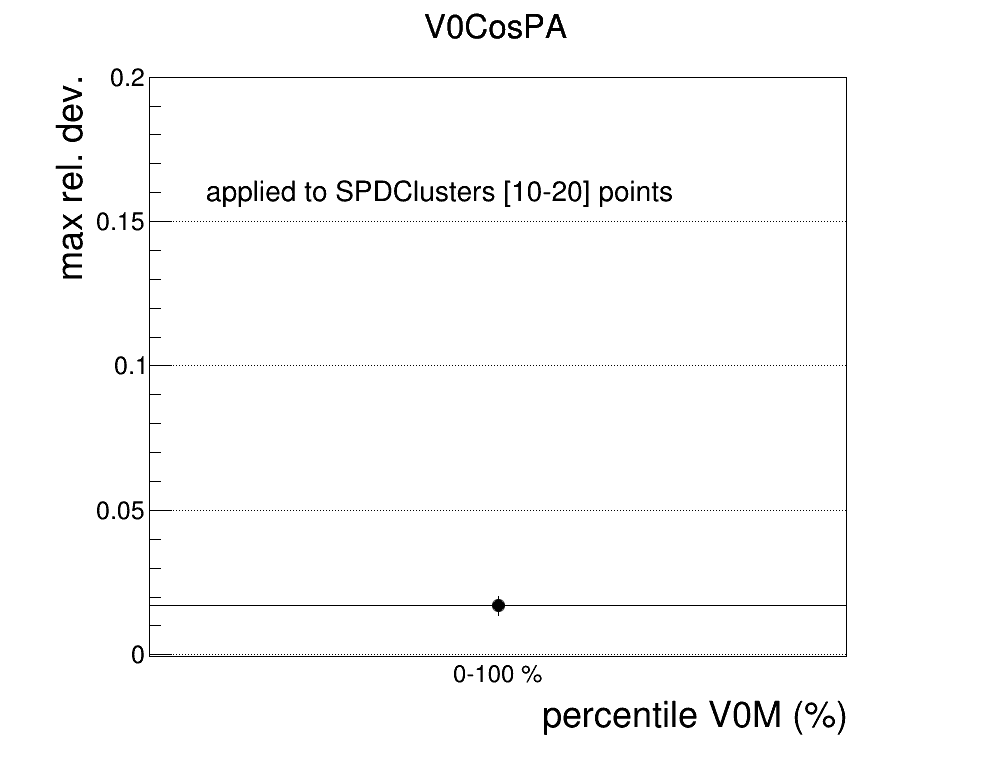 V0CosPA
max rel. dev.
0.2
applied to SPDClusters [10-20] points
0.15
0.1
0.05
0
0-100 %
percentile V0M (%)